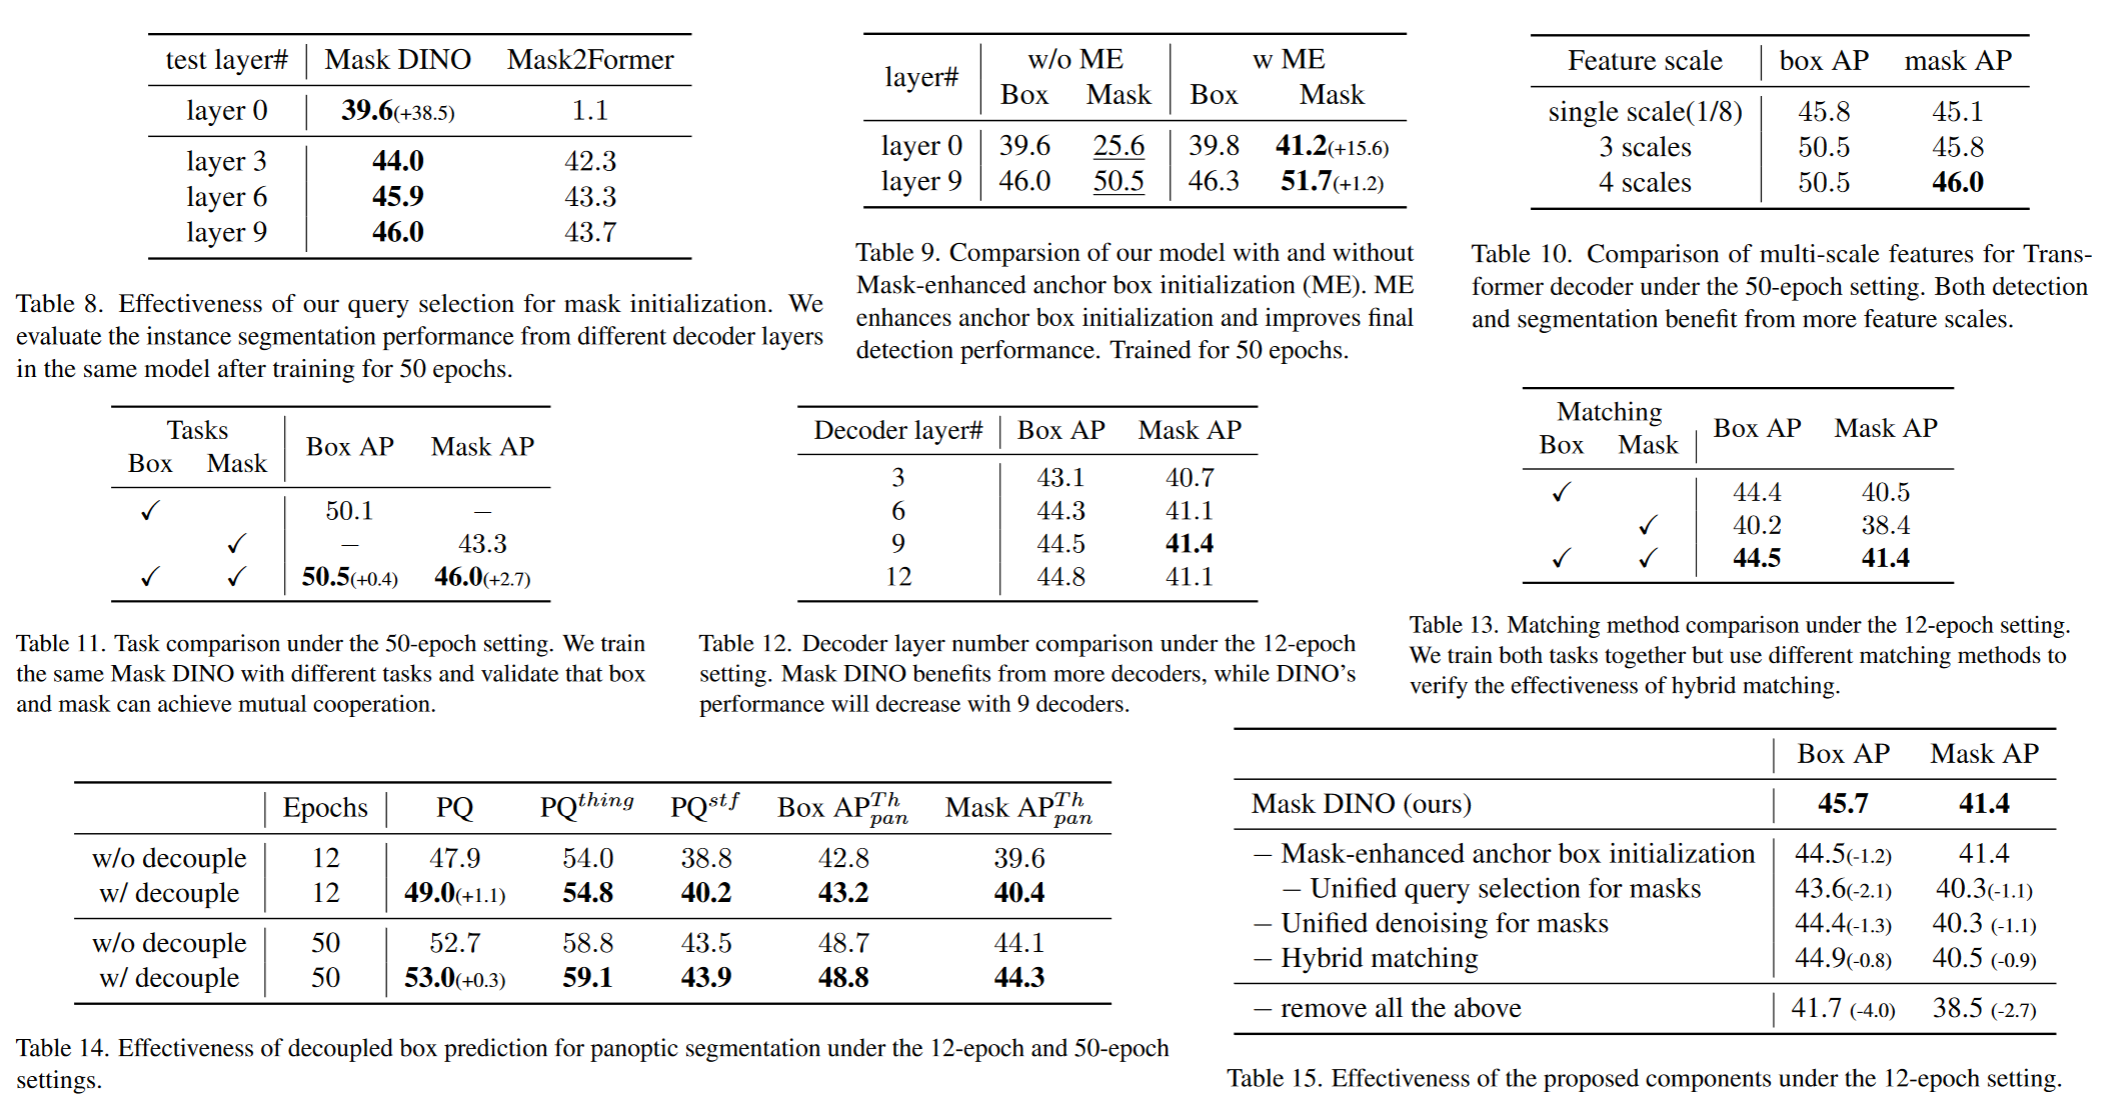 test layer# Mask DINO Mask2Former
layer 0 39.6(+38.5) 1.1
layer 3 44.0 42.3
layer 6 45.9 43.3
layer 9 46.0 43.7
Table 8. Effectiveness of our query selection for mask initialization. We
evaluate the instance segmentation performance from different decoder layers
in the same model after training for 50 epochs.
layer# w/o ME w ME
Box Mask Box Mask
layer 0 39.6 25.6 39.8 41.2(+15.6)
layer 9 46.0 50.5 46.3 51.7(+1.2)
Table 9. Comparsion of our model with and without
Mask-enhanced anchor box initialization (ME). ME
enhances anchor box initialization and improves final
detection performance. Trained for 50 epochs.
Feature scale box AP mask AP
single scale(1/8) 45.8 45.1
3 scales 50.5 45.8
4 scales 50.5 46.0
Table 10. Comparison of multi-scale features for Trans-
former decoder under the 50-epoch setting. Both detection
and segmentation benefit from more feature scales.
Tasks Box AP Mask AP
Box Mask
✓ 50.1 −
✓ − 43.3
✓ ✓ 50.5(+0.4) 46.0(+2.7)
Table 11. Task comparison under the 50-epoch setting. We train
the same Mask DINO with different tasks and validate that box
and mask can achieve mutual cooperation.
Decoder layer# Box AP Mask AP
3 43.1 40.7
6 44.3 41.1
9 44.5 41.4
12 44.8 41.1
Table 12. Decoder layer number comparison under the 12-epoch
setting. Mask DINO benefits from more decoders, while DINO's
performance will decrease with 9 decoders.
Matching Box AP Mask AP
Box Mask
✓ 44.4 40.5
✓ 40.2 38.4
✓ ✓ 44.5 41.4
Table 13. Matching method comparison under the 12-epoch setting.
We train both tasks together but use different matching methods to
verify the effectiveness of hybrid matching.
Epochs PQ PQ^thing PQ^stf Box AP^Th_pan Mask AP^Th_pan
w/o decouple 12 47.9 54.0 38.8 42.8 39.6
w/ decouple 12 49.0(+1.1) 54.8 40.2 43.2 40.4
w/o decouple 50 52.7 58.8 43.5 48.7 44.1
w/ decouple 50 53.0(+0.3) 59.1 43.9 48.8 44.3
Table 14. Effectiveness of decoupled box prediction for panoptic segmentation under the 12-epoch and 50-epoch
settings.
Box AP Mask AP
Mask DINO (ours) 45.7 41.4
− Mask-enhanced anchor box initialization 44.5(-1.2) 41.4
− Unified query selection for masks 43.6(-2.1) 40.3(-1.1)
− Unified denoising for masks 44.4(-1.3) 40.3 (-1.1)
− Hybrid matching 44.9(-0.8) 40.5 (-0.9)
− remove all the above 41.7 (-4.0) 38.5 (-2.7)
Table 15. Effectiveness of the proposed components under the 12-epoch setting.